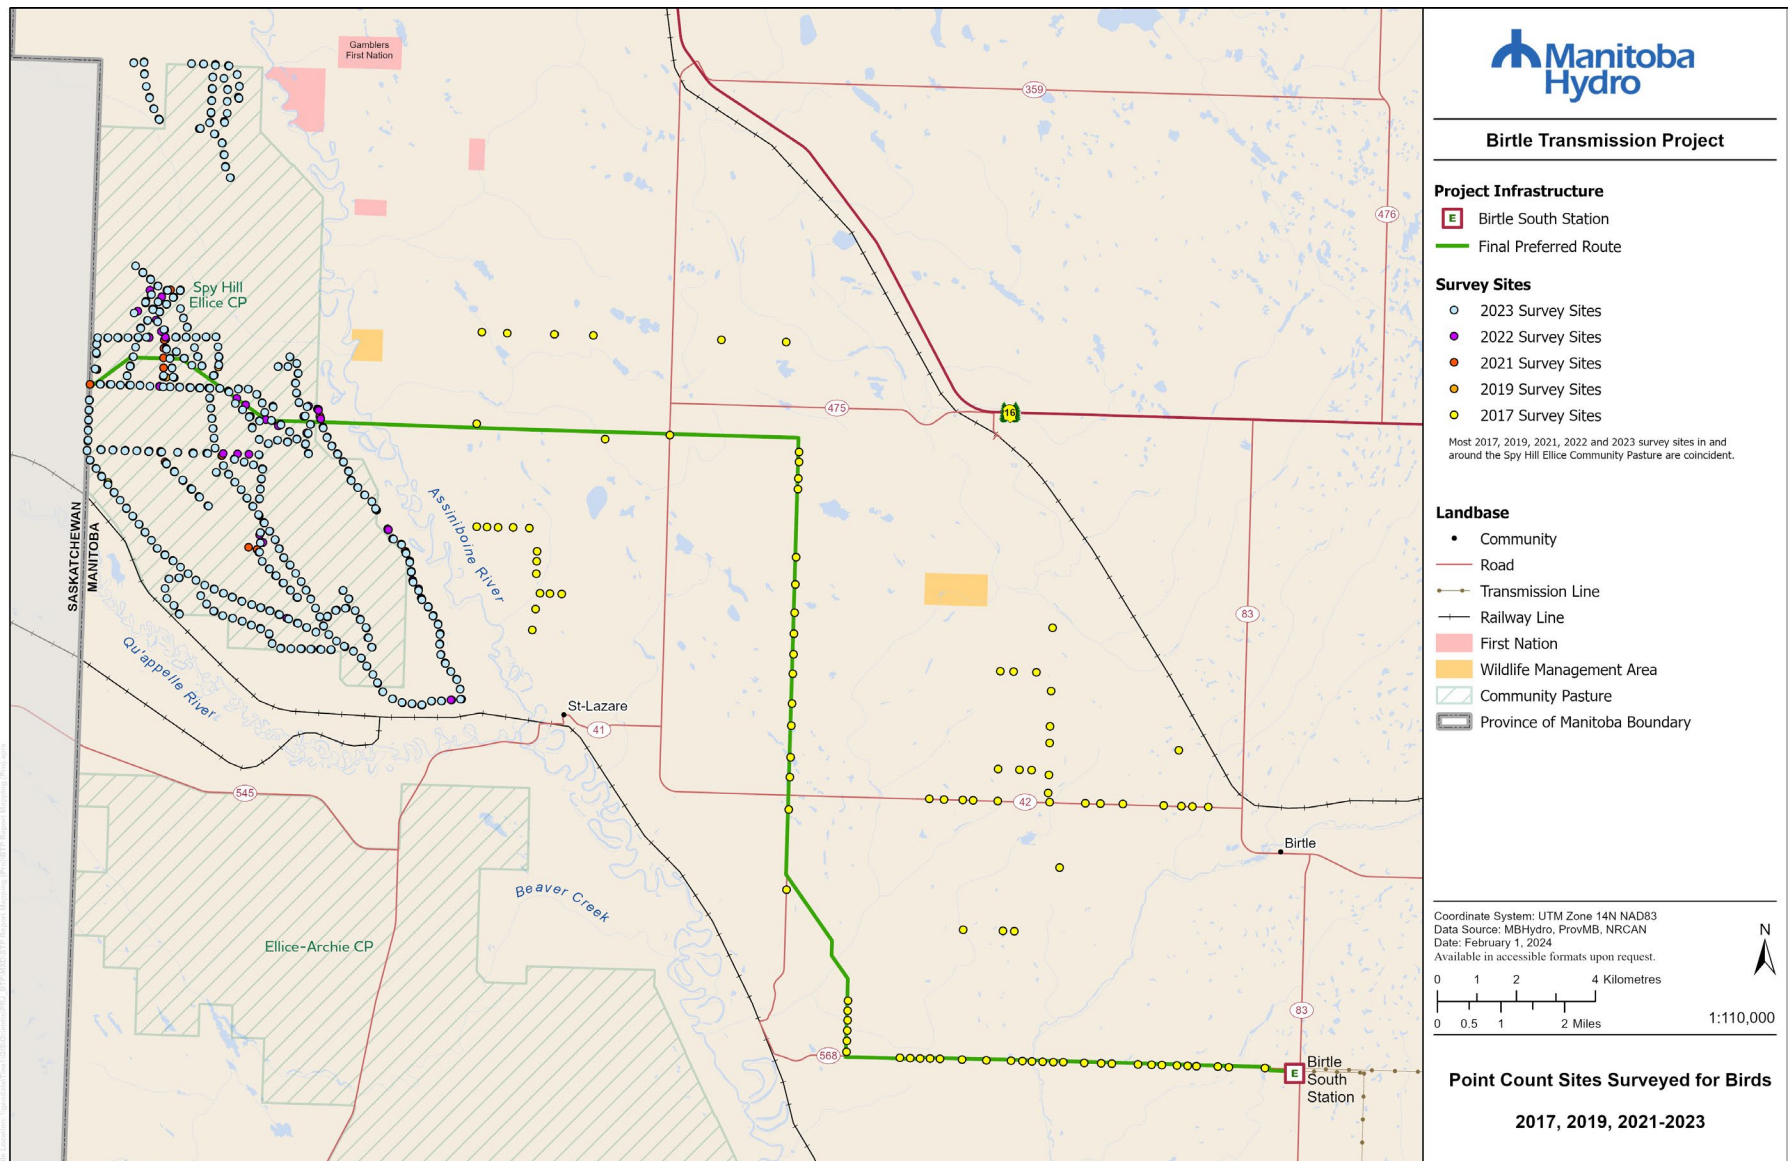 Gamblers
First Nation
359
476
Spy Hill
Ellice CP
475
16
Assiniboine River
SASKATCHEWAN
MANITOBA
83
Qu'appelle River
St-Lazare
41
545
42
Birtle
Beaver Creek
Ellice-Archie CP
83
568
E
Birtle
South
Station
Manitoba
Hydro
Birtle Transmission Project
Project Infrastructure
E Birtle South Station
Final Preferred Route
Survey Sites
2023 Survey Sites
2022 Survey Sites
2021 Survey Sites
2019 Survey Sites
2017 Survey Sites
Most 2017, 2019, 2021, 2022 and 2023 survey sites in and
around the Spy Hill Ellice Community Pasture are coincident.
Landbase
Community
Road
Transmission Line
Railway Line
First Nation
Wildlife Management Area
Community Pasture
Province of Manitoba Boundary
Coordinate System: UTM Zone 14N NAD83
Data Source: MBHydro, ProvMB, NRCAN
Date: February 1, 2024
Available in accessible formats upon request.
N
0 1 2 4 Kilometres
0 0.5 1 2 Miles
1:110,000
Point Count Sites Surveyed for Birds
2017, 2019, 2021-2023